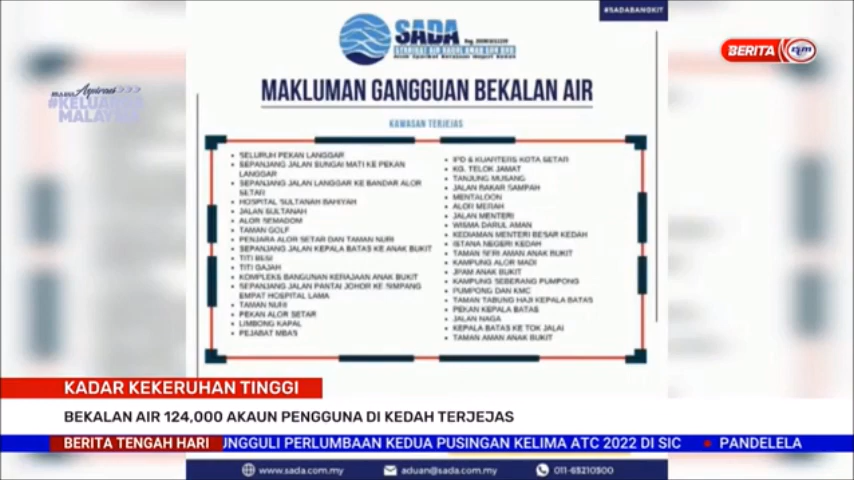 #SADABANGKIT
SADA
SYARIKAT AIR DARUL AMAN SDN BHD
BERITA rtm
Aspirasi
#KELUARGA
MALAYSIA
MAKLUMAN GANGGUAN BEKALAN AIR
KAWASAN TERJEJAS
SELURUH PEKAN LANGGAR
SEPANJANG JALAN SUNGAI MATI KE PEKAN
LANGGAR
SEPANJANG JALAN LANGGAR KE BANDAR ALOR
SETAR
HOSPITAL SULTANAH BAHIYAH
JALAN SULTANAH
ALOR SEMADOM
TAMAN GOLF
PENJARA ALOR SETAR DAN TAMAN NURI
SEPANJANG JALAN KEPALA BATAS KE ANAK BUKIT
TITI BESI
TITI GAJAH
KOMPLEKS BANGUNAN KERAJAAN ANAK BUKIT
SEPANJANG JALAN PANTAI JOHOR KE SIMPANG
EMPAT HOSPITAL LAMA
TAMAN NURI
PEKAN ALOR SETAR
LIMBONG KAPAL
PEJABAT MBAS
IPD & KUARTERS KOTA SETAR
KG. TELOK JAMAT
TANJUNG MUSANG
JALAN BAKAR SAMPAH
MENTALOON
ALOR MERAH
JALAN MENTERI
WISMA DARUL AMAN
KEDIAMAN MENTERI BESAR KEDAH
ISTANA NEGERI KEDAH
TAMAN SERI AMAN ANAK BUKIT
KAMPUNG ALOR MADI
JPAM ANAK BUKIT
KAMPUNG SEBERANG PUMPONG
PUMPONG DAN KMC
TAMAN TABUNG HAJI KEPALA BATAS
PEKAN KEPALA BATAS
JALAN NAGA
KEPALA BATAS KE TOK JALAI
TAMAN AMAN ANAK BUKIT
KADAR KEKERUHAN TINGGI
BEKALAN AIR 124,000 AKAUN PENGGUNA DI KEDAH TERJEJAS
BERITA TENGAH HARI UNGGULI PERLUMBAAN KEDUA PUSINGAN KELIMA ATC 2022 DI SIC • PANDELELA
www.sada.com.my aduan@sada.com.my 011-63210300